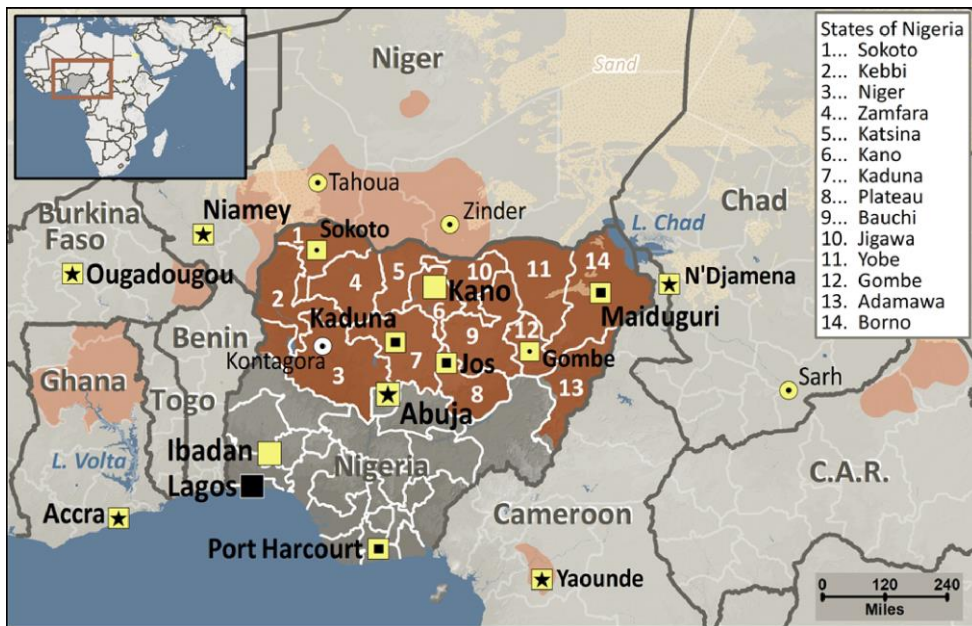 States of Nigeria
1... Sokoto
2... Kebbi
3... Niger
4... Zamfara
5... Katsina
6... Kano
7... Kaduna
8... Plateau
9... Bauchi
10. Jigawa
11. Yobe
12. Gombe
13. Adamawa
14. Borno
Niger
Sand
Tahoua
Zinder
Chad
L. Chad
Burkina
Faso
Niamey
Ougadougou
1
Sokoto
2
4
5
10
11
14
Kano
6
N'Djamena
Maiduguri
Benin
Kaduna
Kontagora
3
7
9
12
Jos
Gombe
8
13
Sarh
Ghana
Togo
Abuja
L. Volta
Ibadan
Nigeria
Lagos
C.A.R.
Accra
Cameroon
Port Harcourt
Yaounde
0 120 240
Miles